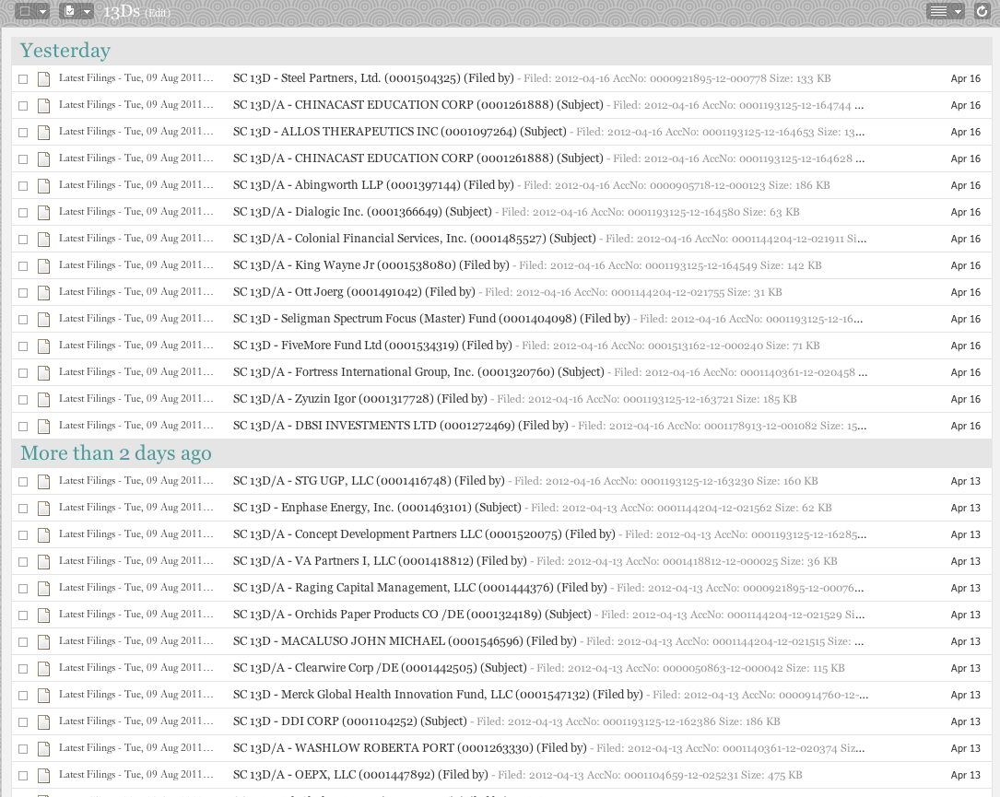 13Ds (Edit)
Yesterday
Latest Filings - Tue, 09 Aug 2011... SC 13D - Steel Partners, Ltd. (0001504325) (Filed by) - Filed: 2012-04-16 AccNo: 0000921895-12-000778 Size: 133 KB Apr 16
Latest Filings - Tue, 09 Aug 2011... SC 13D/A - CHINACAST EDUCATION CORP (0001261888) (Subject) - Filed: 2012-04-16 AccNo: 0001193125-12-164744 ... Apr 16
Latest Filings - Tue, 09 Aug 2011... SC 13D - ALLOS THERAPEUTICS INC (0001097264) (Subject) - Filed: 2012-04-16 AccNo: 0001193125-12-164653 Size: 13... Apr 16
Latest Filings - Tue, 09 Aug 2011... SC 13D/A - CHINACAST EDUCATION CORP (0001261888) (Subject) - Filed: 2012-04-16 AccNo: 0001193125-12-164628 ... Apr 16
Latest Filings - Tue, 09 Aug 2011... SC 13D/A - Abingworth LLP (0001397144) (Filed by) - Filed: 2012-04-16 AccNo: 0000905718-12-000123 Size: 186 KB Apr 16
Latest Filings - Tue, 09 Aug 2011... SC 13D/A - Dialogic Inc. (0001366649) (Subject) - Filed: 2012-04-16 AccNo: 0001193125-12-164580 Size: 63 KB Apr 16
Latest Filings - Tue, 09 Aug 2011... SC 13D/A - Colonial Financial Services, Inc. (0001485527) (Subject) - Filed: 2012-04-16 AccNo: 0001144204-12-021911 Si... Apr 16
Latest Filings - Tue, 09 Aug 2011... SC 13D/A - King Wayne Jr (0001538080) (Filed by) - Filed: 2012-04-16 AccNo: 0001193125-12-164549 Size: 142 KB Apr 16
Latest Filings - Tue, 09 Aug 2011... SC 13D/A - Ott Joerg (0001491042) (Filed by) - Filed: 2012-04-16 AccNo: 0001144204-12-021755 Size: 31 KB Apr 16
Latest Filings - Tue, 09 Aug 2011... SC 13D - Seligman Spectrum Focus (Master) Fund (0001404098) (Filed by) - Filed: 2012-04-16 AccNo: 0001193125-12-16... Apr 16
Latest Filings - Tue, 09 Aug 2011... SC 13D - FiveMore Fund Ltd (0001534319) (Filed by) - Filed: 2012-04-16 AccNo: 0001513162-12-000240 Size: 71 KB Apr 16
Latest Filings - Tue, 09 Aug 2011... SC 13D/A - Fortress International Group, Inc. (0001320760) (Subject) - Filed: 2012-04-16 AccNo: 0001140361-12-020458 ... Apr 16
Latest Filings - Tue, 09 Aug 2011... SC 13D/A - Zyuzin Igor (0001317728) (Filed by) - Filed: 2012-04-16 AccNo: 0001193125-12-163721 Size: 185 KB Apr 16
Latest Filings - Tue, 09 Aug 2011... SC 13D/A - DBSI INVESTMENTS LTD (0001272469) (Filed by) - Filed: 2012-04-16 AccNo: 0001178913-12-001082 Size: 15... Apr 16
More than 2 days ago
Latest Filings - Tue, 09 Aug 2011... SC 13D/A - STG UGP, LLC (0001416748) (Filed by) - Filed: 2012-04-16 AccNo: 0001193125-12-163230 Size: 160 KB Apr 13
Latest Filings - Tue, 09 Aug 2011... SC 13D - Enphase Energy, Inc. (0001463101) (Subject) - Filed: 2012-04-13 AccNo: 0001144204-12-021562 Size: 62 KB Apr 13
Latest Filings - Tue, 09 Aug 2011... SC 13D/A - Concept Development Partners LLC (0001520075) (Filed by) - Filed: 2012-04-13 AccNo: 0001193125-12-16285... Apr 13
Latest Filings - Tue, 09 Aug 2011... SC 13D/A - VA Partners I, LLC (0001418812) (Filed by) - Filed: 2012-04-13 AccNo: 0001418812-12-000025 Size: 36 KB Apr 13
Latest Filings - Tue, 09 Aug 2011... SC 13D/A - Raging Capital Management, LLC (0001444376) (Filed by) - Filed: 2012-04-13 AccNo: 0000921895-12-00076... Apr 13
Latest Filings - Tue, 09 Aug 2011... SC 13D/A - Orchids Paper Products CO /DE (0001324189) (Subject) - Filed: 2012-04-13 AccNo: 0001144204-12-021529 Si... Apr 13
Latest Filings - Tue, 09 Aug 2011... SC 13D - MACALUSO JOHN MICHAEL (0001546596) (Filed by) - Filed: 2012-04-13 AccNo: 0001144204-12-021515 Size: ... Apr 13
Latest Filings - Tue, 09 Aug 2011... SC 13D/A - Clearwire Corp /DE (0001442505) (Subject) - Filed: 2012-04-13 AccNo: 0000050863-12-000042 Size: 115 KB Apr 13
Latest Filings - Tue, 09 Aug 2011... SC 13D - Merck Global Health Innovation Fund, LLC (0001547132) (Filed by) - Filed: 2012-04-13 AccNo: 0000914760-12-... Apr 13
Latest Filings - Tue, 09 Aug 2011... SC 13D - DDI CORP (0001104252) (Subject) - Filed: 2012-04-13 AccNo: 0001193125-12-162386 Size: 186 KB Apr 13
Latest Filings - Tue, 09 Aug 2011... SC 13D/A - WASHLOW ROBERTA PORT (0001263330) (Filed by) - Filed: 2012-04-13 AccNo: 0001140361-12-020374 Siz... Apr 13
Latest Filings - Tue, 09 Aug 2011... SC 13D/A - OEPX, LLC (0001447892) (Filed by) - Filed: 2012-04-13 AccNo: 0001104659-12-025231 Size: 475 KB Apr 13